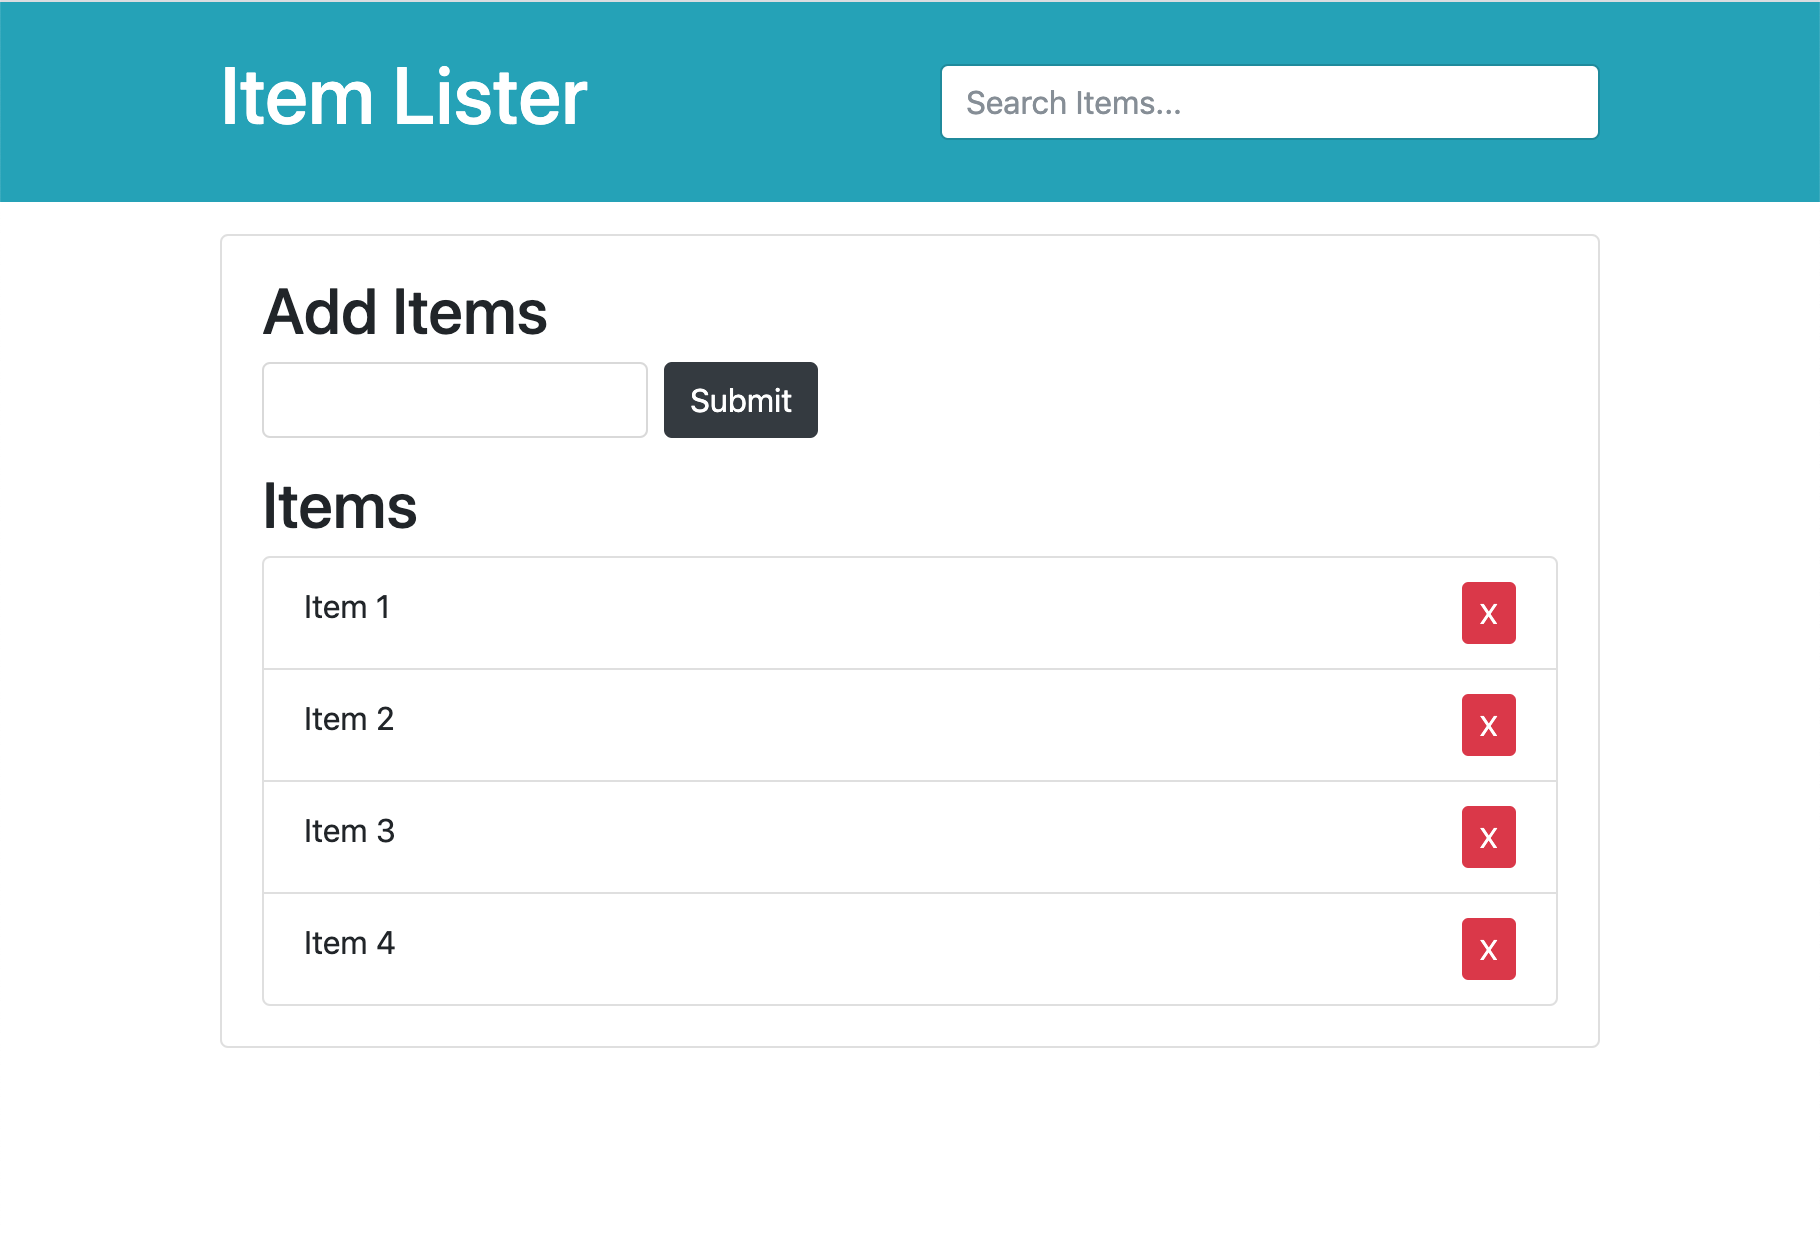 Item Lister
Search Items...
Add Items
Submit
Items
Item 1
X
Item 2
X
Item 3
X
Item 4
X